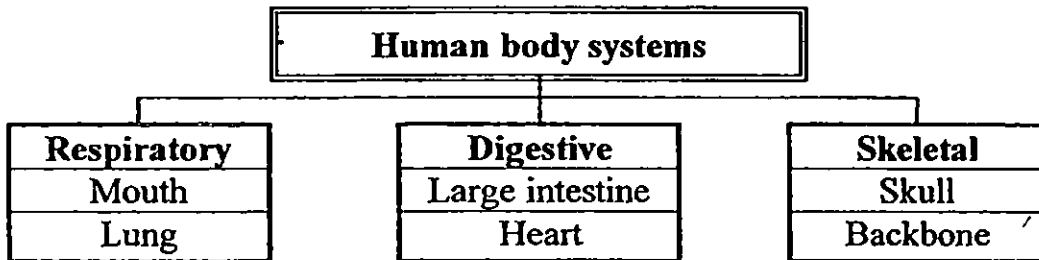 Human body systems
Respiratory
Mouth
Lung
Digestive
Large intestine
Heart
Skeletal
Skull
Backbone